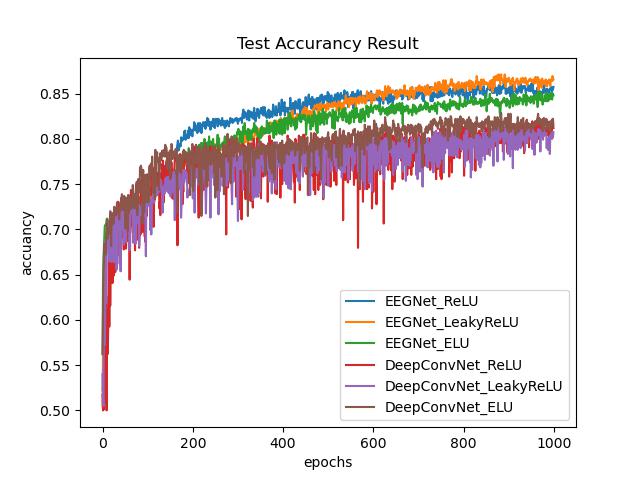 Test Accurancy Result
accuancy
0.85
0.80
0.75
0.70
0.65
0.60
0.55
0.50
EEGNet_ReLU
EEGNet_LeakyReLU
EEGNet_ELU
DeepConvNet_ReLU
DeepConvNet_LeakyReLU
DeepConvNet_ELU
0 200 400 600 800 1000
epochs